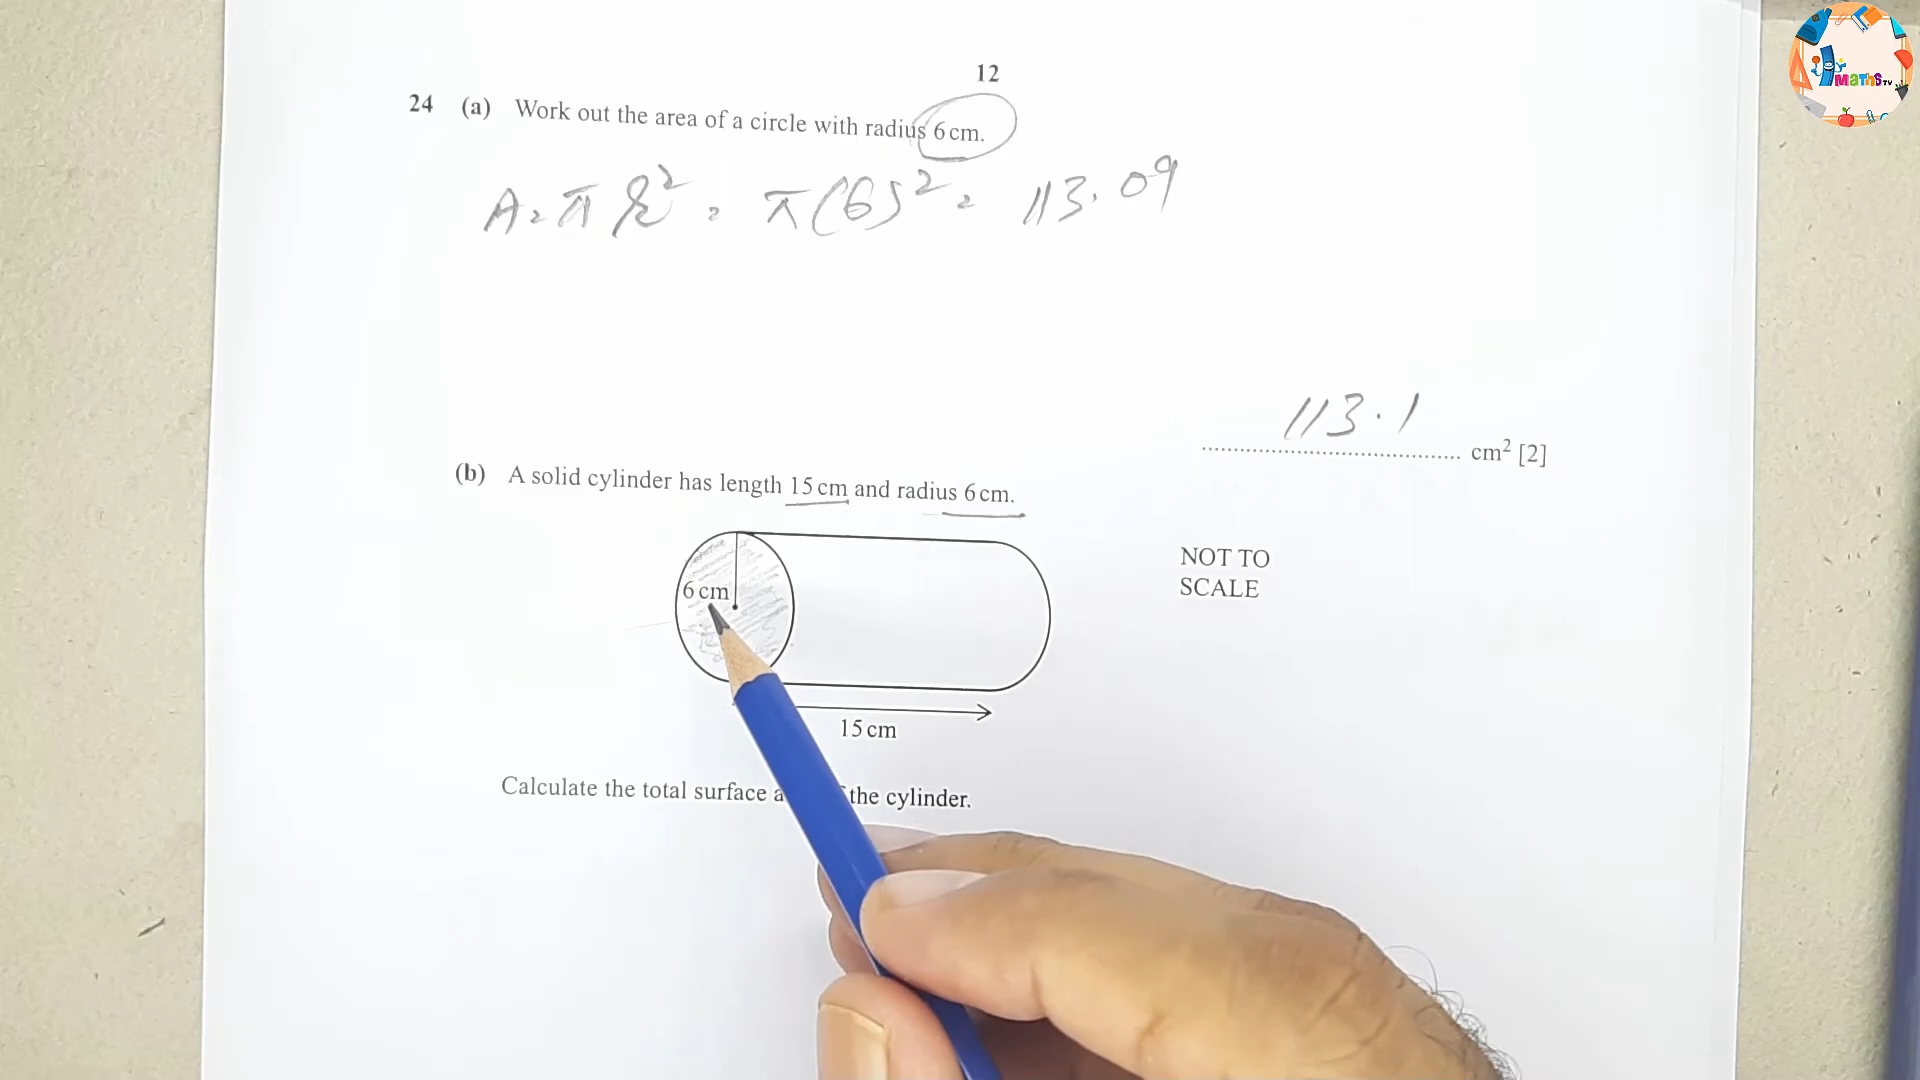 MATHS TV
12
24 (a) Work out the area of a circle with radius 6 cm.
A = π r² = π(6)² = 113.09
113.1
.......................................... cm² [2]
(b) A solid cylinder has length 15 cm and radius 6 cm.
NOT TO
SCALE
6 cm
15 cm
Calculate the total surface a the cylinder.